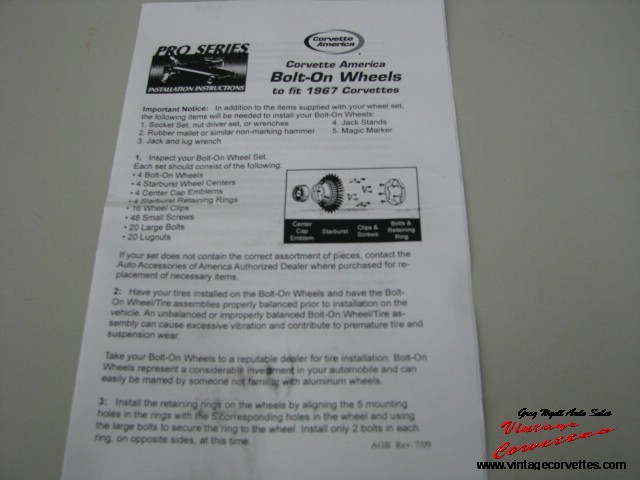 PRO SERIES
INSTALLATION INSTRUCTIONS
Corvette
America
Corvette America
Bolt-On Wheels
to fit 1967 Corvettes
Important Notice: In addition to the items supplied with your wheel set,
the following items will be needed to install your Bolt-On Wheels:
1. Socket Set, nut driver set, or wrenches
2. Rubber mallet or similar non-marking hammer
3. Jack and lug wrench
4. Jack Stands
5. Magic Marker
1. Inspect your Bolt-On Wheel Set.
Each set should consist of the following:
• 4 Bolt-On Wheels
• 4 Starburst Wheel Centers
• 4 Center Cap Emblems
• 4 Starburst Retaining Rings
• 16 Wheel Clips
• 48 Small Screws
• 20 Large Bolts
• 20 Lugnuts
Center Cap Emblem
Starburst
Clips & Screws
Bolts & Retaining Ring
If your set does not contain the correct assortment of pieces, contact the
Auto Accessories of America Authorized Dealer where purchased for re-
placement of necessary items.
2: Have your tires installed on the Bolt-On Wheels and have the Bolt-
On Wheel/Tire assemblies properly balanced prior to installation on the
vehicle. An unbalanced or improperly balanced Bolt-On Wheel/Tire as-
sembly can cause excessive vibration and contribute to premature tire and
suspension wear.
Take your Bolt-On Wheels to a reputable dealer for tire installation. Bolt-On
Wheels represent a considerable investment in your automobile and can
easily be marred by someone not familiar with aluminum wheels.
3: Install the retaining rings on the wheels by aligning the 5 mounting
holes in the rings with the 5 corresponding holes in the wheel and using
the large bolts to secure the ring to the wheel. Install only 2 bolts in each
ring, on opposite sides, at this time.
AGB Rev. 7/09
Greg Wyatt Auto Sales
Vintage
Corvettes
www.vintagecorvettes.com